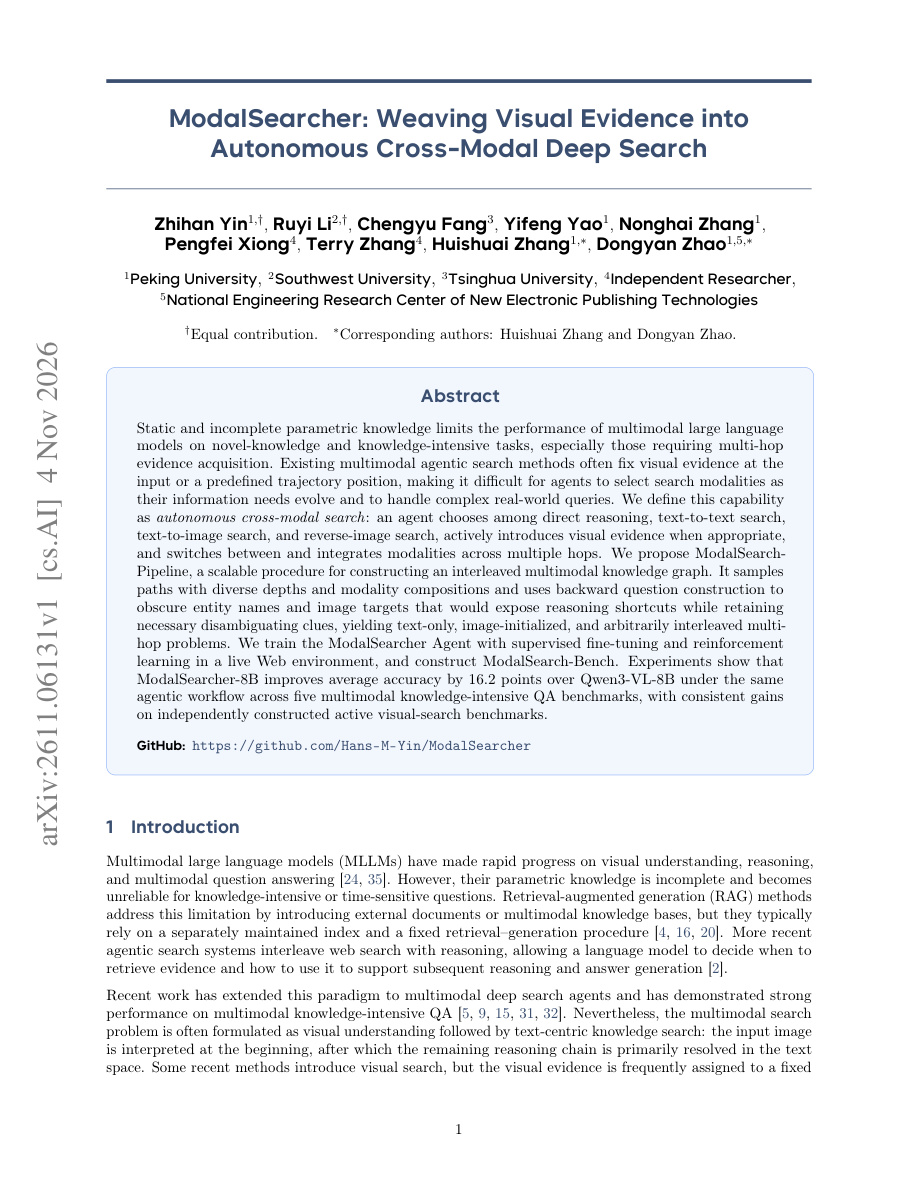 ModalSearcher: Weaving Visual Evidence into
Autonomous Cross-Modal Deep Search
Zhihan Yin1,†, Ruyi Li2,†, Chengyu Fang3, Yifeng Yao1, Nonghai Zhang1,
Pengfei Xiong4, Terry Zhang4, Huishuai Zhang1,∗, Dongyan Zhao1,5,∗
1Peking University, 2Southwest University, 3Tsinghua University, 4Independent Researcher,
5National Engineering Research Center of New Electronic Publishing Technologies
†Equal contribution. ∗Corresponding authors: Huishuai Zhang and Dongyan Zhao.
arXiv:2611.06131v1 [cs.AI] 4 Nov 2026
Abstract
Static and incomplete parametric knowledge limits the performance of multimodal large language
models on novel-knowledge and knowledge-intensive tasks, especially those requiring multi-hop
evidence acquisition. Existing multimodal agentic search methods often fix visual evidence at the
input or a predefined trajectory position, making it difficult for agents to select search modalities as
their information needs evolve and to handle complex real-world queries. We define this capability
as autonomous cross-modal search: an agent chooses among direct reasoning, text-to-text search,
text-to-image search, and reverse-image search, actively introduces visual evidence when appropriate,
and switches between and integrates modalities across multiple hops. We propose ModalSearch-
Pipeline, a scalable procedure for constructing an interleaved multimodal knowledge graph. It samples
paths with diverse depths and modality compositions and uses backward question construction to
obscure entity names and image targets that would expose reasoning shortcuts while retaining
necessary disambiguating clues, yielding text-only, image-initialized, and arbitrarily interleaved multi-
hop problems. We train the ModalSearcher Agent with supervised fine-tuning and reinforcement
learning in a live Web environment, and construct ModalSearch-Bench. Experiments show that
ModalSearcher-8B improves average accuracy by 16.2 points over Qwen3-VL-8B under the same
agentic workflow across five multimodal knowledge-intensive QA benchmarks, with consistent gains
on independently constructed active visual-search benchmarks.
GitHub: https://github.com/Hans-M-Yin/ModalSearcher
1 Introduction
Multimodal large language models (MLLMs) have made rapid progress on visual understanding, reasoning,
and multimodal question answering [24, 35]. However, their parametric knowledge is incomplete and becomes
unreliable for knowledge-intensive or time-sensitive questions. Retrieval-augmented generation (RAG) methods
address this limitation by introducing external documents or multimodal knowledge bases, but they typically
rely on a separately maintained index and a fixed retrieval–generation procedure [4, 16, 20]. More recent
agentic search systems interleave web search with reasoning, allowing a language model to decide when to
retrieve evidence and how to use it to support subsequent reasoning and answer generation [2].
Recent work has extended this paradigm to multimodal deep search agents and has demonstrated strong
performance on multimodal knowledge-intensive QA [5, 9, 15, 31, 32]. Nevertheless, the multimodal search
problem is often formulated as visual understanding followed by text-centric knowledge search: the input image
is interpreted at the beginning, after which the remaining reasoning chain is primarily resolved in the text
space. Some recent methods introduce visual search, but the visual evidence is frequently assigned to a fixed
1